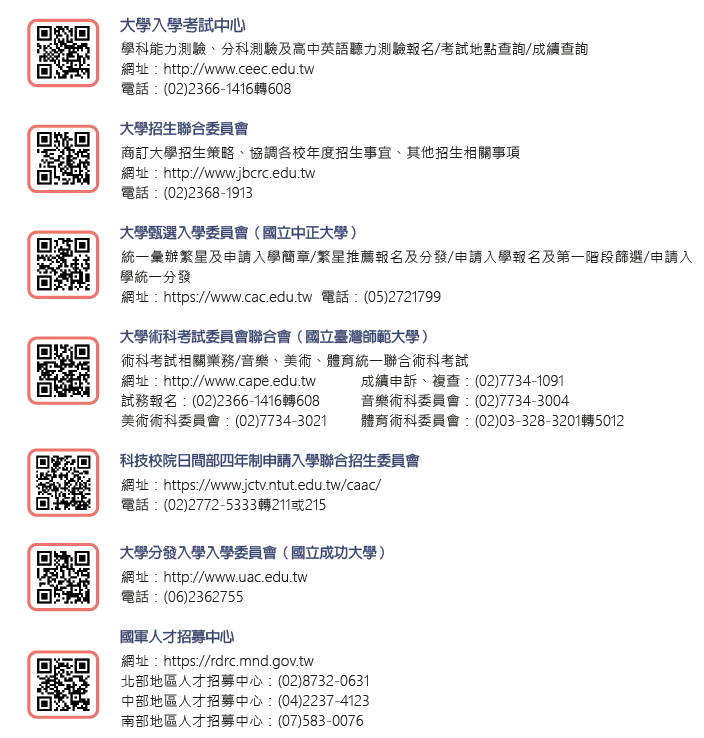 大學入學考試中心
學科能力測驗、分科測驗及高中英語聽力測驗報名/考試地點查詢/成績查詢
網址：http://www.ceec.edu.tw
電話：(02)2366-1416轉608
大學招生聯合委員會
商訂大學招生策略、協調各校年度招生事宜、其他招生相關事項
網址：http://www.jbcrc.edu.tw
電話：(02)2368-1913
大學甄選入學委員會（國立中正大學）
統一彙辦繁星及申請入學簡章/繁星推薦報名及分發/申請入學報名及第一階段篩選/申請入
學統一分發
網址：https://www.cac.edu.tw 電話：(05)2721799
大學術科考試委員會聯合會（國立臺灣師範大學）
術科考試相關業務/音樂、美術、體育統一聯合術科考試
網址：http://www.cape.edu.tw 成績申訴、複查：(02)7734-1091
試務報名：(02)2366-1416轉608 音樂術科委員會：(02)7734-3004
美術術科委員會：(02)7734-3021 體育術科委員會：(02)03-328-3201轉5012
科技校院日間部四年制申請入學聯合招生委員會
網址：https://www.jctv.ntut.edu.tw/caac/
電話：(02)2772-5333轉211或215
大學分發入學入學委員會（國立成功大學）
網址：http://www.uac.edu.tw
電話：(06)2362755
國軍人才招募中心
網址：https://rdrc.mnd.gov.tw
北部地區人才招募中心：(02)8732-0631
中部地區人才招募中心：(04)2237-4123
南部地區人才招募中心：(07)583-0076